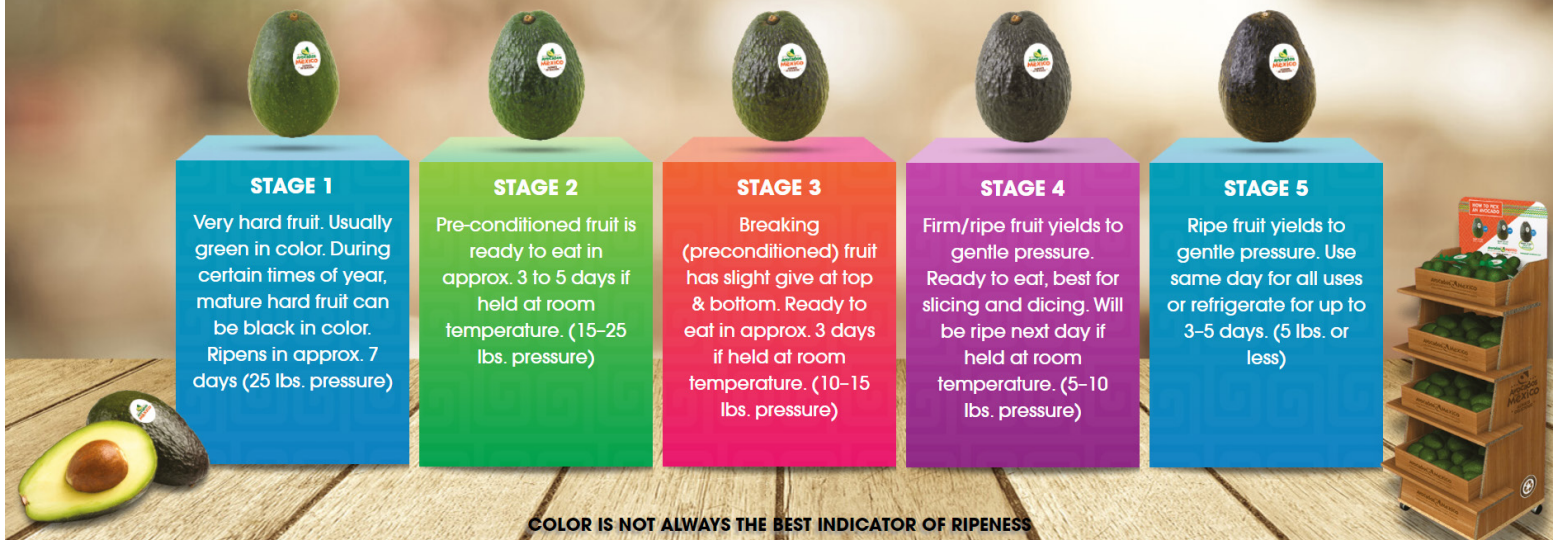 STAGE 1
Very hard fruit. Usually
green in color. During
certain times of year,
mature hard fruit can
be black in color.
Ripens in approx. 7
days (25 lbs. pressure)
STAGE 2
Pre-conditioned fruit is
ready to eat in
approx. 3 to 5 days if
held at room
temperature. (15–25
lbs. pressure)
STAGE 3
Breaking
(preconditioned) fruit
has slight give at top
& bottom. Ready to
eat in approx. 3 days
if held at room
temperature. (10–15
lbs. pressure)
STAGE 4
Firm/ripe fruit yields to
gentle pressure.
Ready to eat, best for
slicing and dicing. Will
be ripe next day if
held at room
temperature. (5–10
lbs. pressure)
STAGE 5
Ripe fruit yields to
gentle pressure. Use
same day for all uses
or refrigerate for up to
3–5 days. (5 lbs. or
less)
HOW TO PICK
AN AVOCADO
Avocados
MEXICO
COLOR IS NOT ALWAYS THE BEST INDICATOR OF RIPENESS